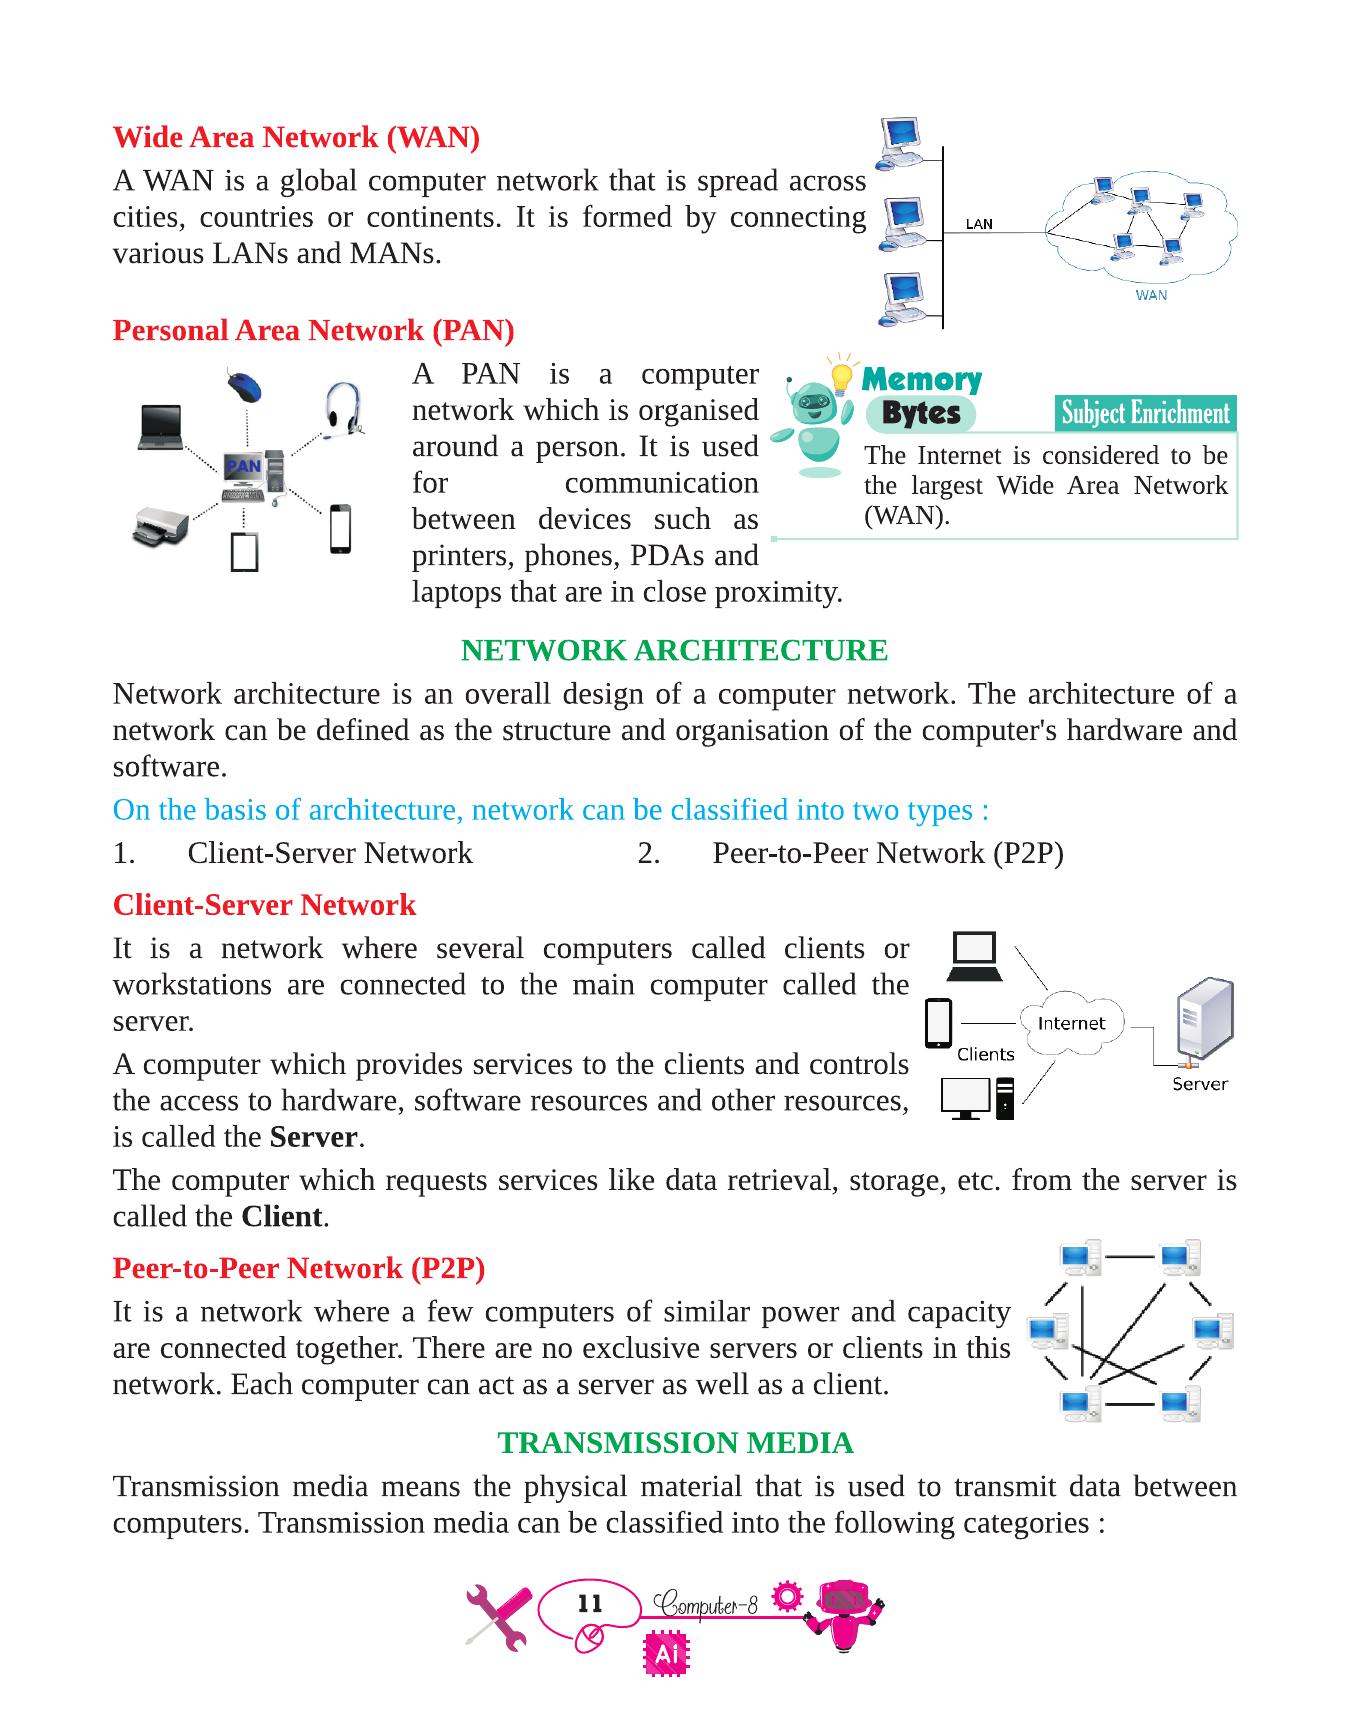 Wide Area Network (WAN)
A WAN is a global computer network that is spread across
cities, countries or continents. It is formed by connecting
various LANs and MANs.
LAN
WAN
Personal Area Network (PAN)
PAN
A PAN is a computer
network which is organised
around a person. It is used
for communication
between devices such as
printers, phones, PDAs and
laptops that are in close proximity.
Memory
Bytes
Subject Enrichment
The Internet is considered to be
the largest Wide Area Network
(WAN).
NETWORK ARCHITECTURE
Network architecture is an overall design of a computer network. The architecture of a
network can be defined as the structure and organisation of the computer's hardware and
software.
On the basis of architecture, network can be classified into two types :
1. Client-Server Network 2. Peer-to-Peer Network (P2P)
Client-Server Network
It is a network where several computers called clients or
workstations are connected to the main computer called the
server.
A computer which provides services to the clients and controls
the access to hardware, software resources and other resources,
is called the Server.
Internet
Clients
Server
The computer which requests services like data retrieval, storage, etc. from the server is
called the Client.
Peer-to-Peer Network (P2P)
It is a network where a few computers of similar power and capacity
are connected together. There are no exclusive servers or clients in this
network. Each computer can act as a server as well as a client.
TRANSMISSION MEDIA
Transmission media means the physical material that is used to transmit data between
computers. Transmission media can be classified into the following categories :
11 Computer-8
Ai